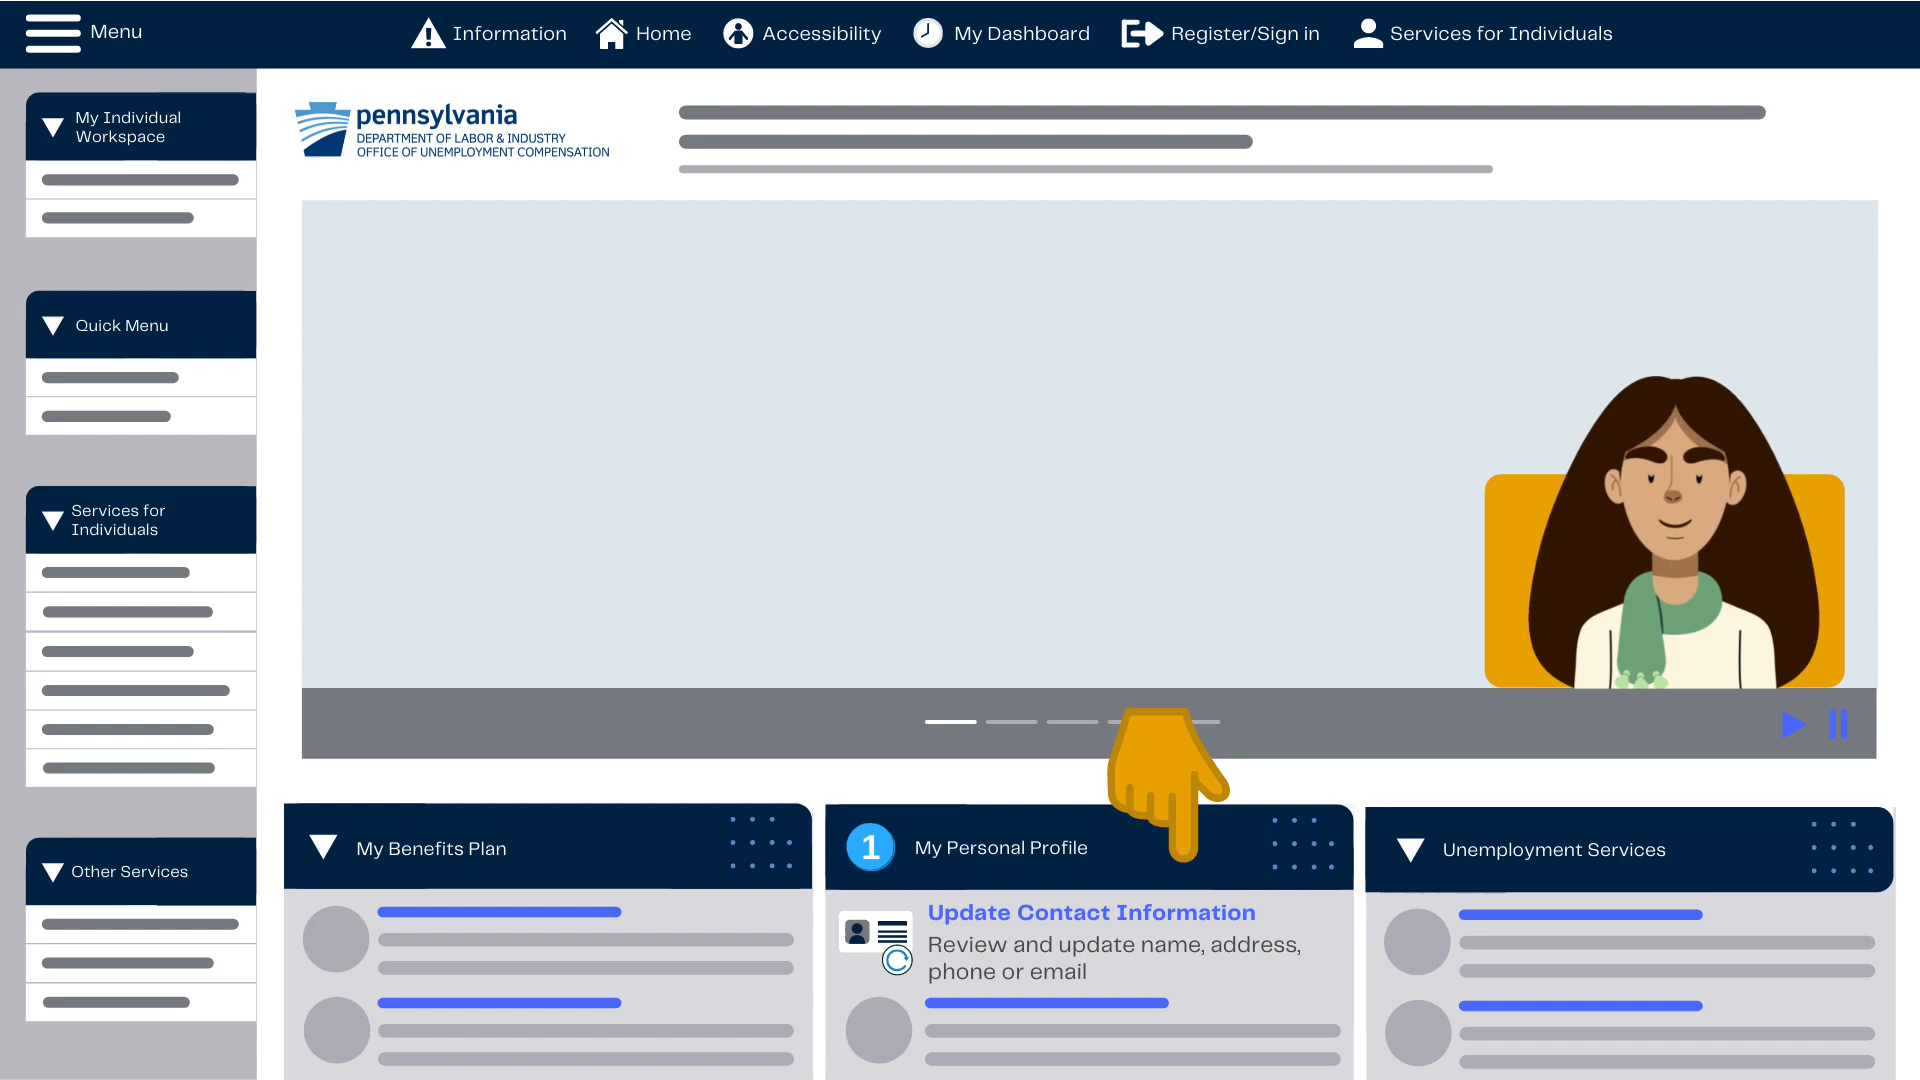 Menu
Information
Home
Accessibility
My Dashboard
Register/Sign in
Services for Individuals
My Individual
Workspace
Quick Menu
Services for
Individuals
Other Services
pennsylvania
DEPARTMENT OF LABOR & INDUSTRY
OFFICE OF UNEMPLOYMENT COMPENSATION
My Benefits Plan
1
My Personal Profile
Update Contact Information
Review and update name, address,
phone or email
Unemployment Services